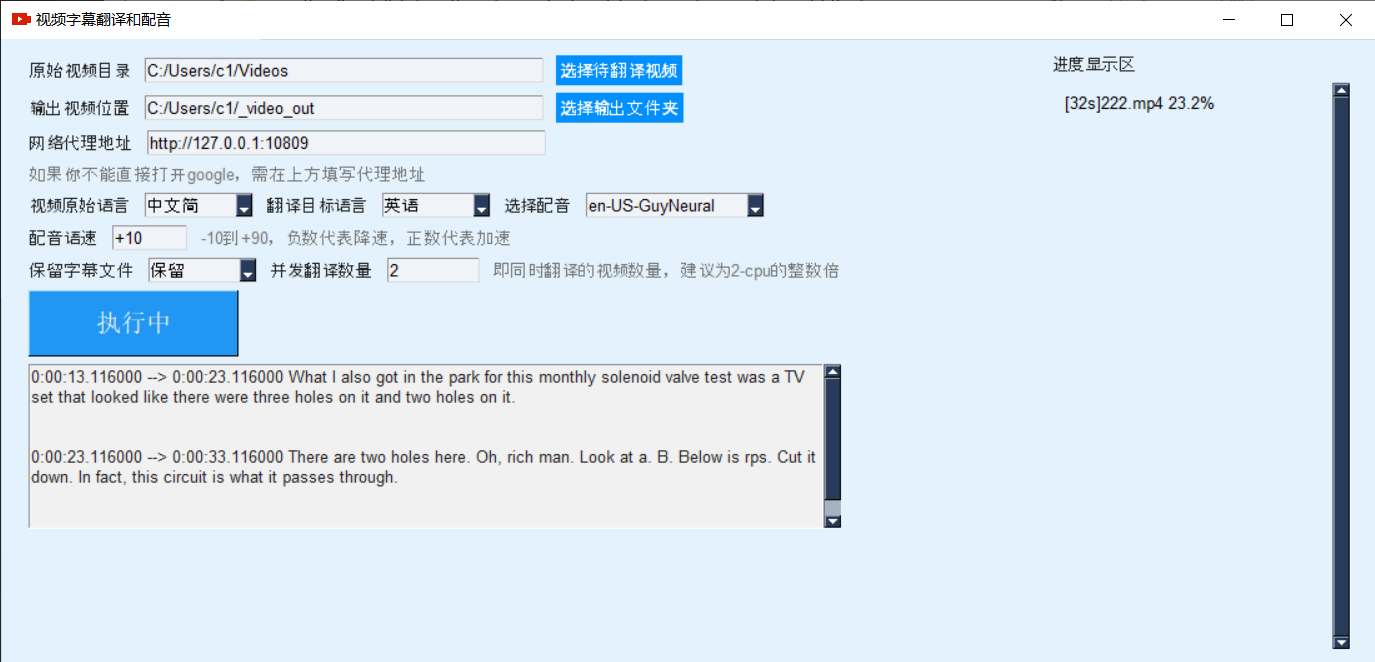 视频字幕翻译和配音
原始视频目录 C:/Users/c1/Videos 选择待翻译视频
进度显示区
输出视频位置 C:/Users/c1/_video_out 选择输出文件夹
[32s]222.mp4 23.2%
网络代理地址 http://127.0.0.1:10809
如果你不能直接打开google，需在上方填写代理地址
视频原始语言 中文简 翻译目标语言 英语 选择配音 en-US-GuyNeural
配音语速 +10 -10到+90，负数代表降速，正数代表加速
保留字幕文件 保留 并发翻译数量 2 即同时翻译的视频数量，建议为2-cpu的整数倍
执行中
0:00:13.116000 --> 0:00:23.116000 What I also got in the park for this monthly solenoid valve test was a TV
set that looked like there were three holes on it and two holes on it.
0:00:23.116000 --> 0:00:33.116000 There are two holes here. Oh, rich man. Look at a. B. Below is rps. Cut it
down. In fact, this circuit is what it passes through.